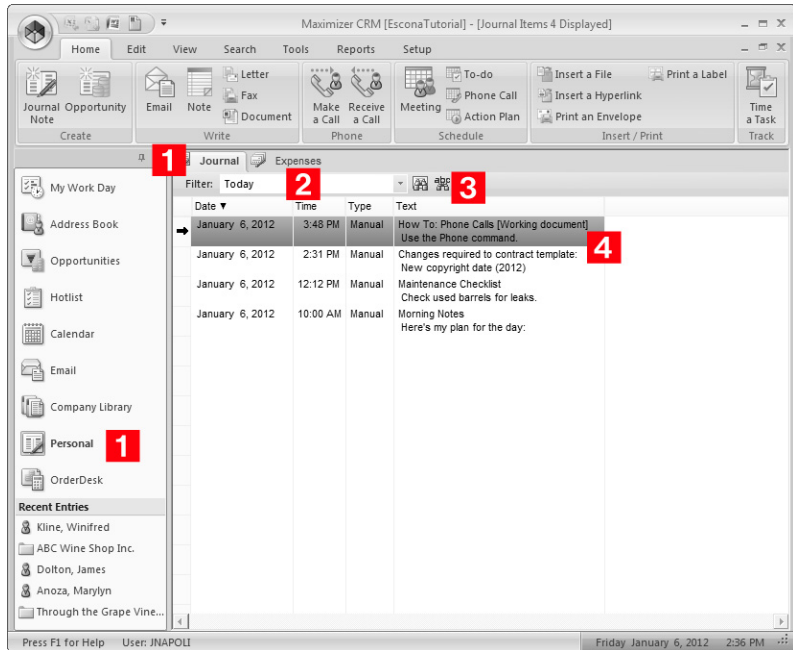 Maximizer CRM [EsconaTutorial] - [Journal Items 4 Displayed]
Home Edit View Search Tools Reports Setup
Journal Note
Opportunity
Create
Email
Note
Letter
Fax
Document
Write
Make a Call
Receive a Call
Phone
Meeting
To-do
Phone Call
Action Plan
Schedule
Insert a File
Insert a Hyperlink
Print an Envelope
Print a Label
Insert / Print
Time a Task
Track
1
Journal Expenses
My Work Day
Address Book
Opportunities
Hotlist
Calendar
Email
Company Library
Personal 1
OrderDesk
Recent Entries
Kline, Winifred
ABC Wine Shop Inc.
Dolton, James
Anoza, Marylyn
Through the Grape Vine...
Filter: Today 2 abc 3
Date ▼ Time Type Text
January 6, 2012 3:48 PM Manual How To: Phone Calls [Working document]
Use the Phone command.
4
January 6, 2012 2:31 PM Manual Changes required to contract template:
New copyright date (2012)
January 6, 2012 12:12 PM Manual Maintenance Checklist
Check used barrels for leaks.
January 6, 2012 10:00 AM Manual Morning Notes
Here's my plan for the day:
Press F1 for Help User: JNAPOLI Friday January 6, 2012 2:36 PM